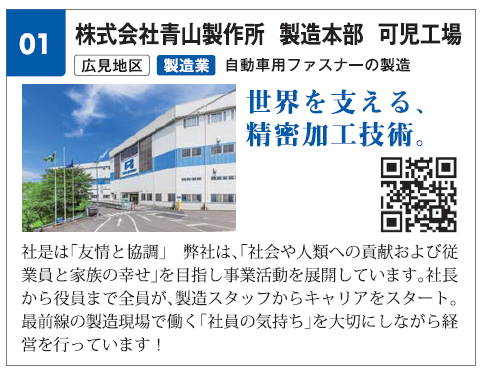 01
株式会社青山製作所 製造本部 可児工場
広見地区 製造業 自動車用ファスナーの製造
世界を支える、
精密加工技術。
社是は「友情と協調」 弊社は、「社会や人類への貢献および従
業員と家族の幸せ」を目指し事業活動を展開しています。社長
から役員まで全員が、製造スタッフからキャリアをスタート。
最前線の製造現場で働く「社員の気持ち」を大切にしながら経
営を行っています！